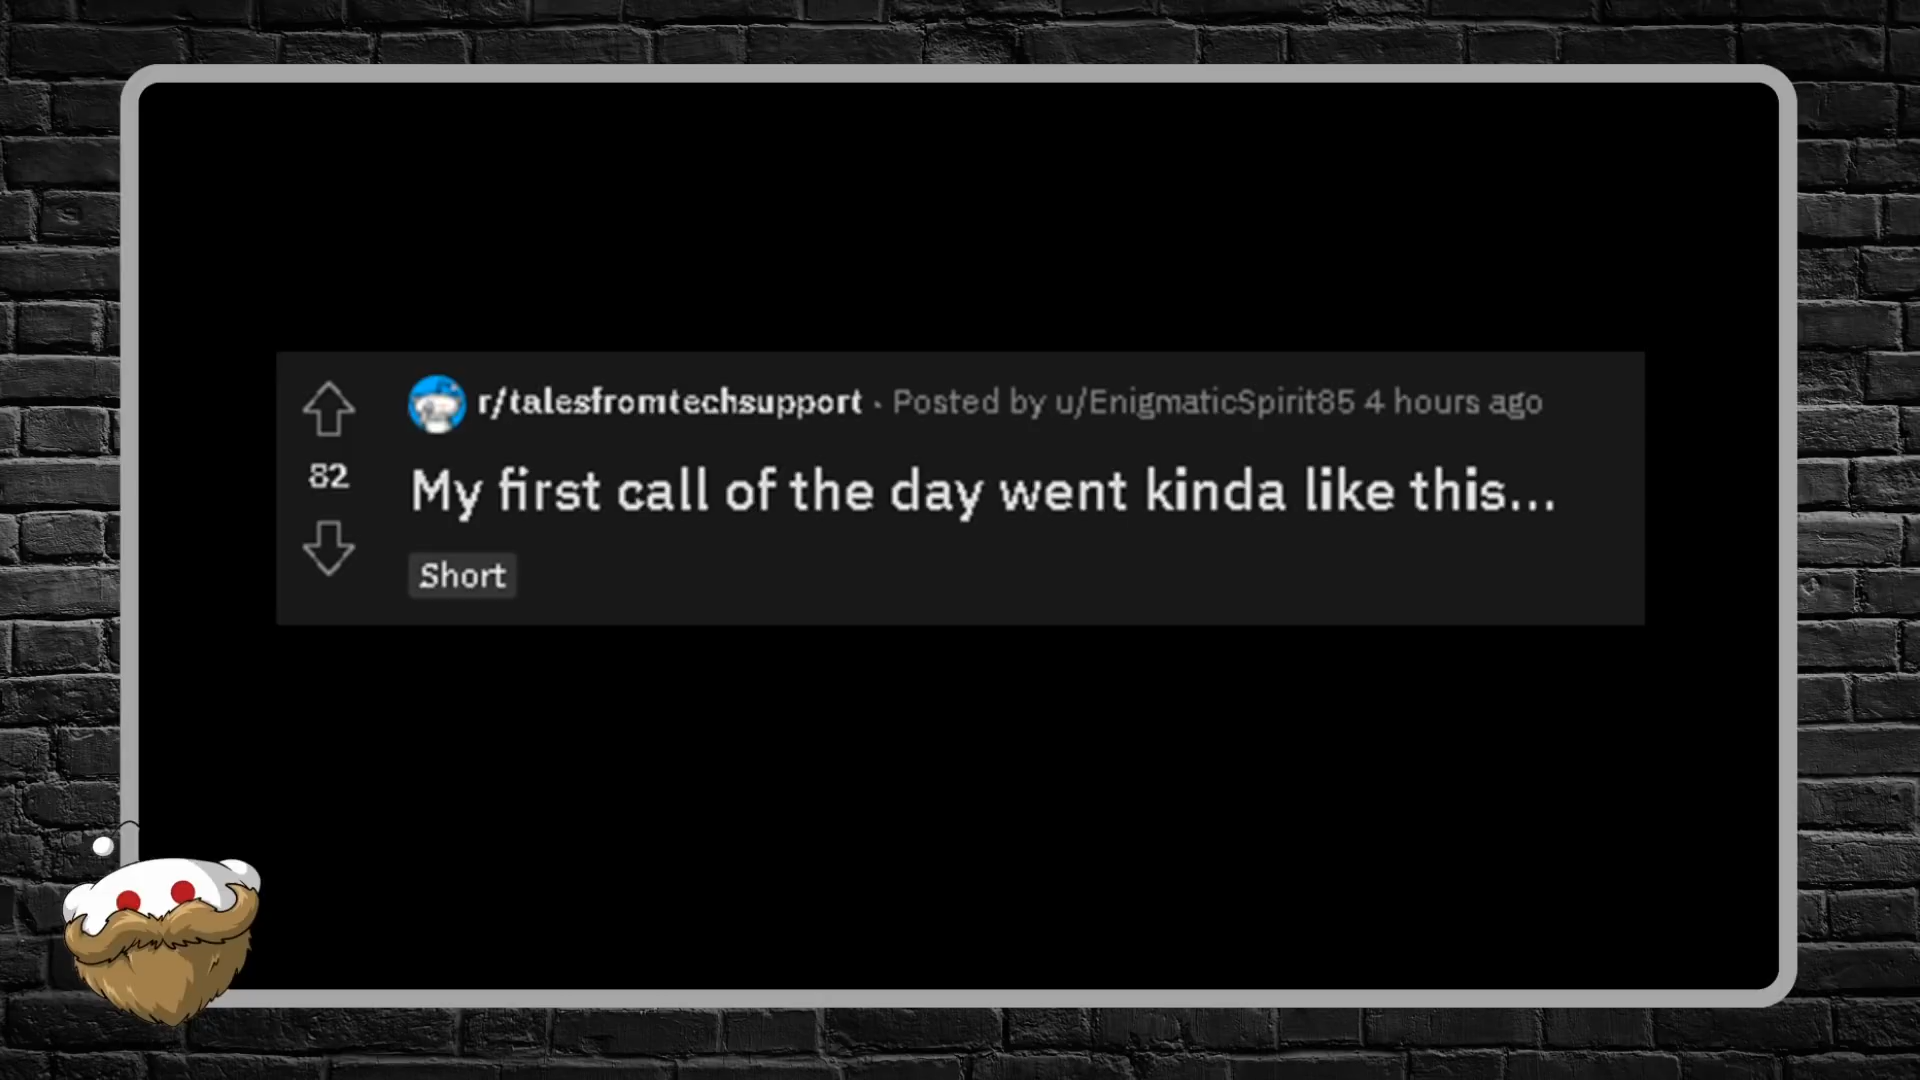 r/talesfromtechsupport · Posted by u/EnigmaticSpirit85 4 hours ago
82
My first call of the day went kinda like this...
Short